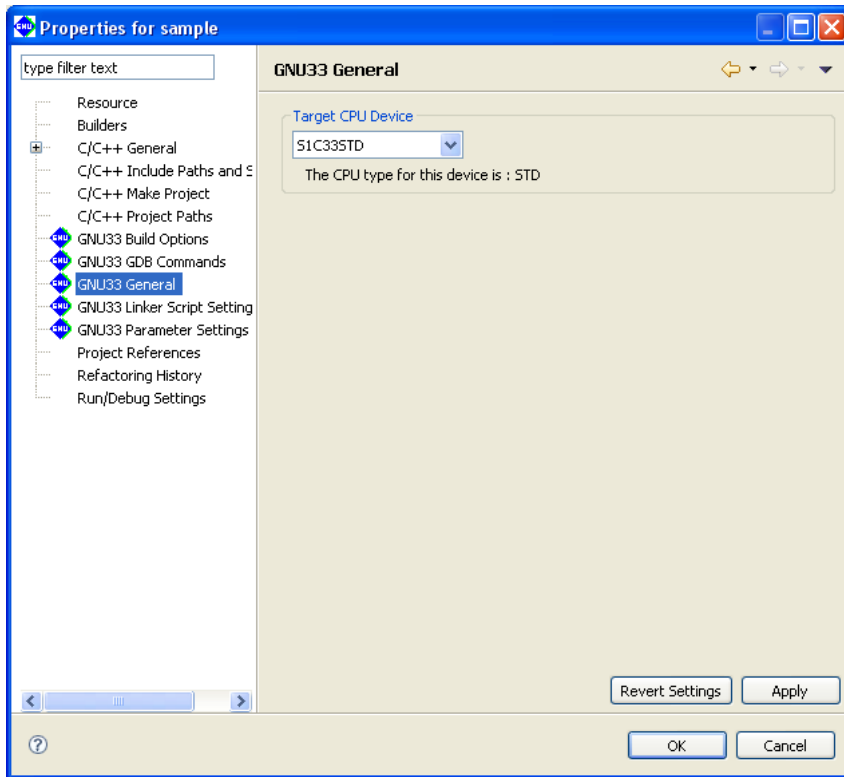 Properties for sample
type filter text
Resource
Builders
C/C++ General
C/C++ Include Paths and S
C/C++ Make Project
C/C++ Project Paths
GNU33 Build Options
GNU33 GDB Commands
GNU33 General
GNU33 Linker Script Setting
GNU33 Parameter Settings
Project References
Refactoring History
Run/Debug Settings
GNU33 General
Target CPU Device
S1C33STD
The CPU type for this device is : STD
Revert Settings
Apply
OK
Cancel